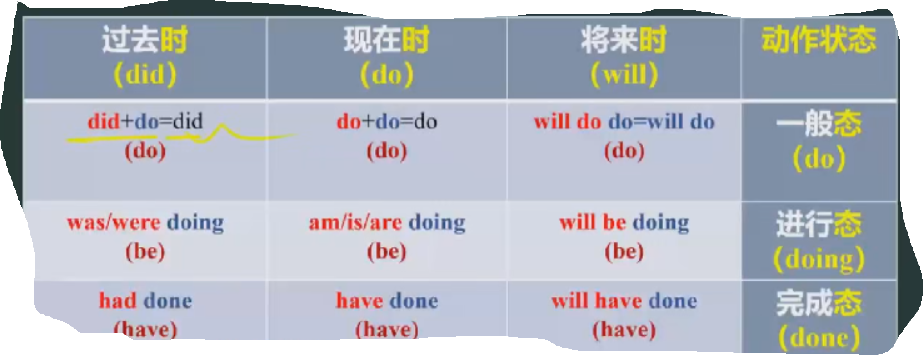 过去时 现在时 将来时 动作状态
(did) (do) (will)
did+do=did do+do=do will do do=will do 一般态
(do) (do) (do) (do)
was/were doing am/is/are doing will be doing 进行态
(be) (be) (be) (doing)
had done have done will have done 完成态
(have) (have) (have) (done)